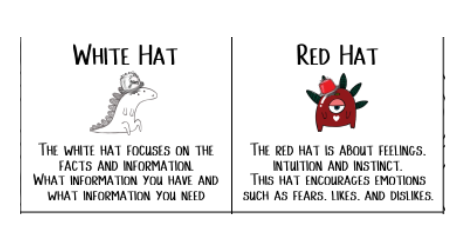 WHITE HAT
THE WHITE HAT FOCUSES ON THE
FACTS AND INFORMATION.
WHAT INFORMATION YOU HAVE AND
WHAT INFORMATION YOU NEED
RED HAT
THE RED HAT IS ABOUT FEELINGS.
INTUITION AND INSTINCT.
THIS HAT ENCOURAGES EMOTIONS
SUCH AS FEARS. LIKES. AND DISLIKES.